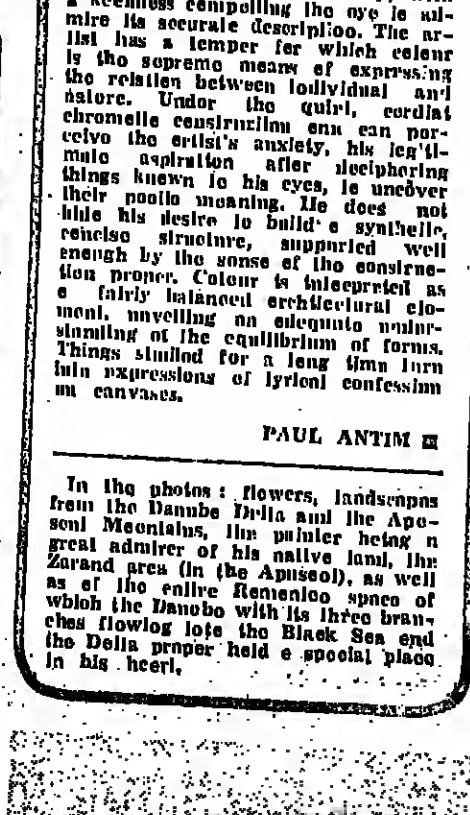 a keenness compelling the eye to ad-
mire its accurate description. The ar-
tist has a temper for which colour
is the supreme means of expressing
the relation between individual and
nature. Under the quiet, cordial
chromatic construction one can per-
ceive the artist's anxiety, his legiti-
mate aspiration after deciphering
things known to his eyes, to uncover
their poetic meaning. He does not
hide his desire to build a synthetic,
concise structure, supported well
enough by the sense of the construc-
tion proper. Colour is interpreted as
a fairly balanced architectural ele-
ment, unveiling an adequate under-
standing of the equilibrium of forms.
Things studied for a long time turn
into expressions of lyrical confession
on canvases.
PAUL ANTIM
In the photos: flowers, landscapes
from the Danube Delta and the Apu-
seni Mountains, the painter being a
great admirer of his native land, the
Zarand area (in the Apuseni), as well
as of the entire Romanian space of
which the Danube with its three bran-
ches flowing into the Black Sea and
the Delta proper held a special place
in his heart.